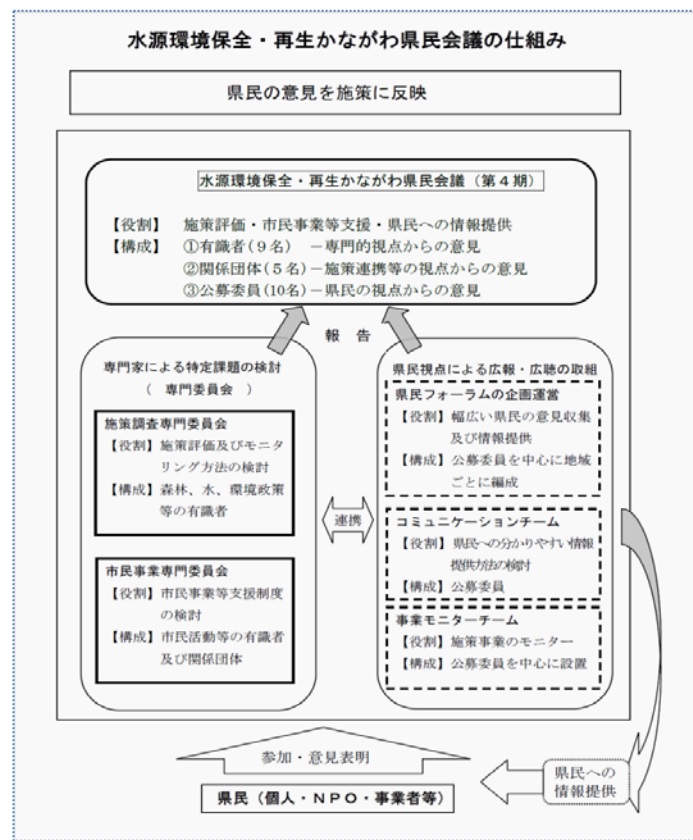 水源環境保全・再生かながわ県民会議の仕組み
県民の意見を施策に反映
水源環境保全・再生かながわ県民会議（第４期）
【役割】　施策評価・市民事業等支援・県民への情報提供
【構成】　①有識者（９名）　－専門的視点からの意見
②関係団体（５名）－施策連携等の視点からの意見
③公募委員（10名）－県民の視点からの意見
報　告
専門家による特定課題の検討
（　専門委員会　）
施策調査専門委員会
【役割】施策評価及びモニタ
リング方法の検討
【構成】森林、水、環境政策
等の有識者
市民事業専門委員会
【役割】市民事業等支援制度
の検討
【構成】市民活動等の有識者
及び関係団体
連携
県民視点による広報・広聴の取組
県民フォーラムの企画運営
【役割】幅広い県民の意見収集
及び情報提供
【構成】公募委員を中心に地域
ごとに編成
コミュニケーションチーム
【役割】県民への分かりやすい情報
提供方法の検討
【構成】公募委員
事業モニターチーム
【役割】施策事業のモニター
【構成】公募委員を中心に設置
参加・意見表明
県民（個人・ＮＰＯ・事業者等）
県民への
情報提供